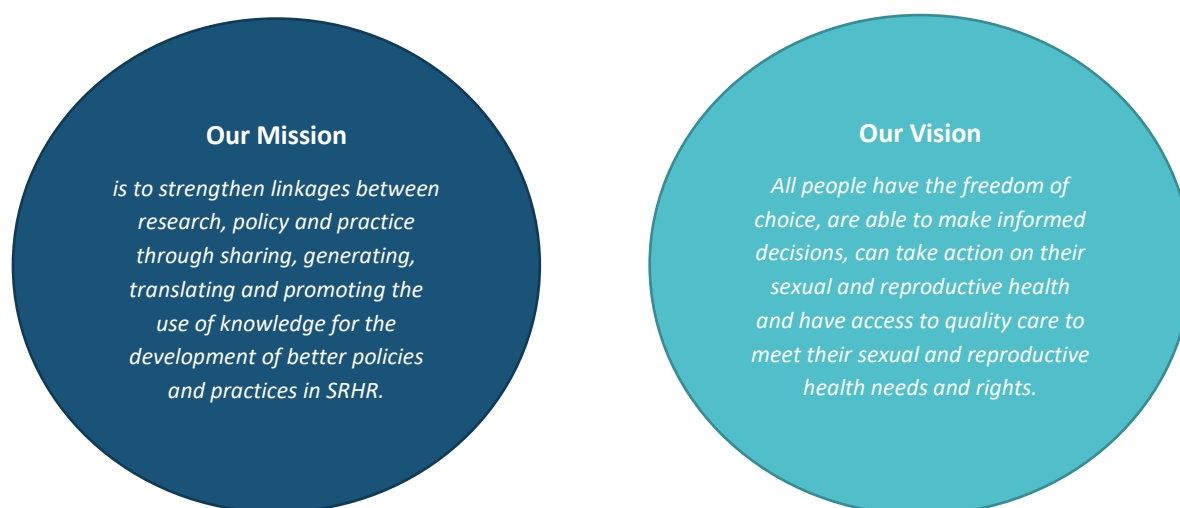 Our Mission
is to strengthen linkages between
research, policy and practice
through sharing, generating,
translating and promoting the
use of knowledge for the
development of better policies
and practices in SRHR.
Our Vision
All people have the freedom of
choice, are able to make informed
decisions, can take action on their
sexual and reproductive health
and have access to quality care to
meet their sexual and reproductive
health needs and rights.